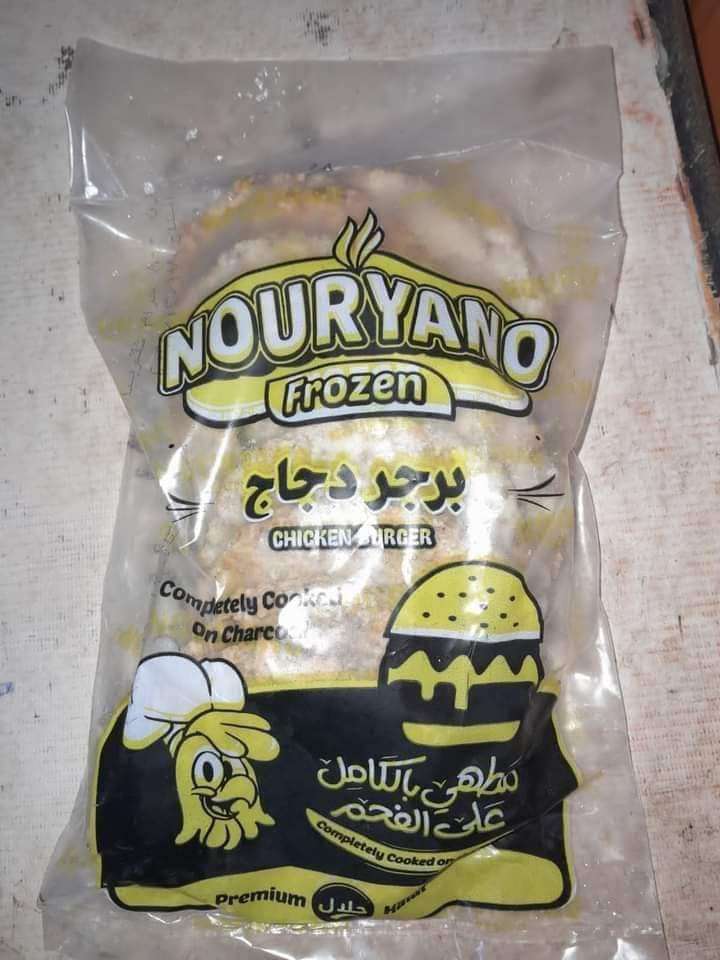 NOURYANO
Frozen
برجر دجاج
CHICKEN BURGER
Completely Cooked
On Charcoal
مطهي بالكامل
على الفحم
Completely Cooked on
Premium حلال Halal